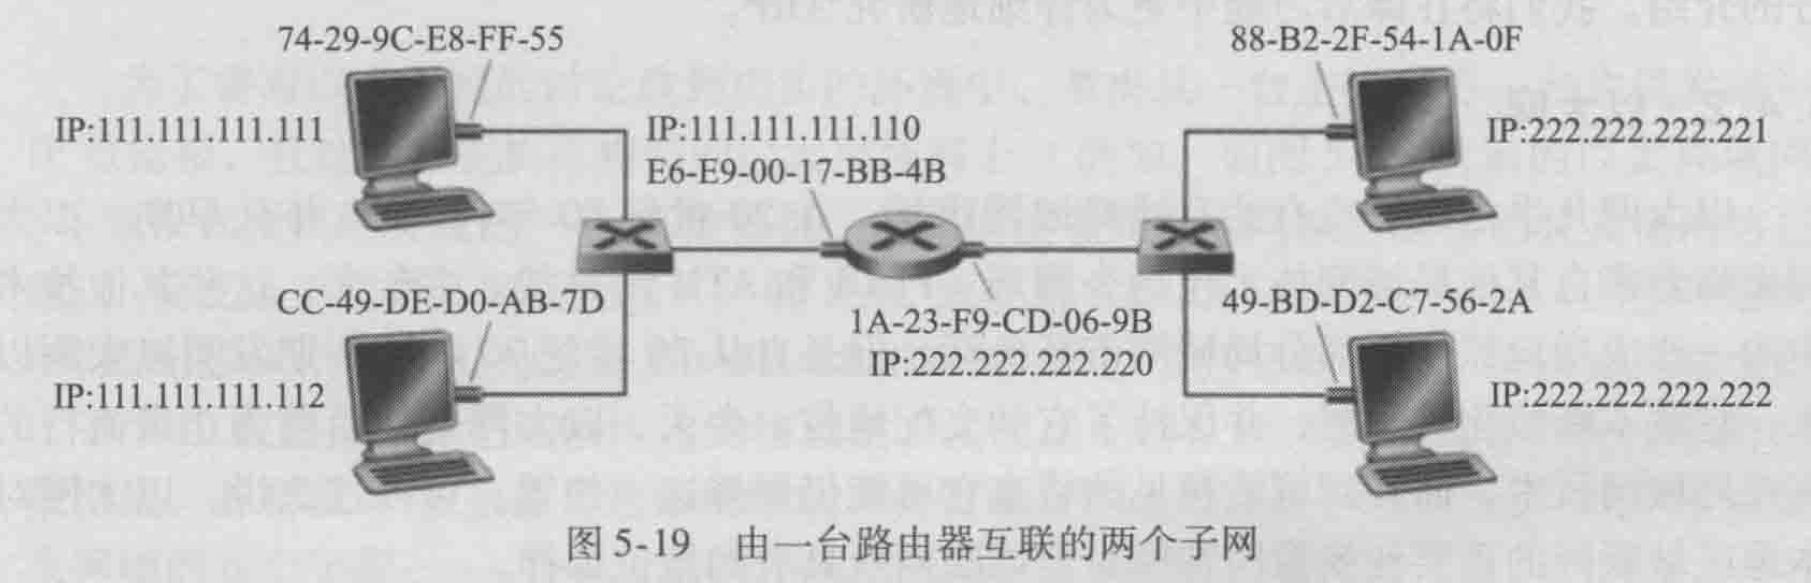 74-29-9C-E8-FF-55
88-B2-2F-54-1A-0F
IP:111.111.111.111
IP:111.111.111.110
E6-E9-00-17-BB-4B
IP:222.222.222.221
CC-49-DE-D0-AB-7D
1A-23-F9-CD-06-9B
IP:222.222.222.220
49-BD-D2-C7-56-2A
IP:111.111.111.112
IP:222.222.222.222
图 5-19 由一台路由器互联的两个子网